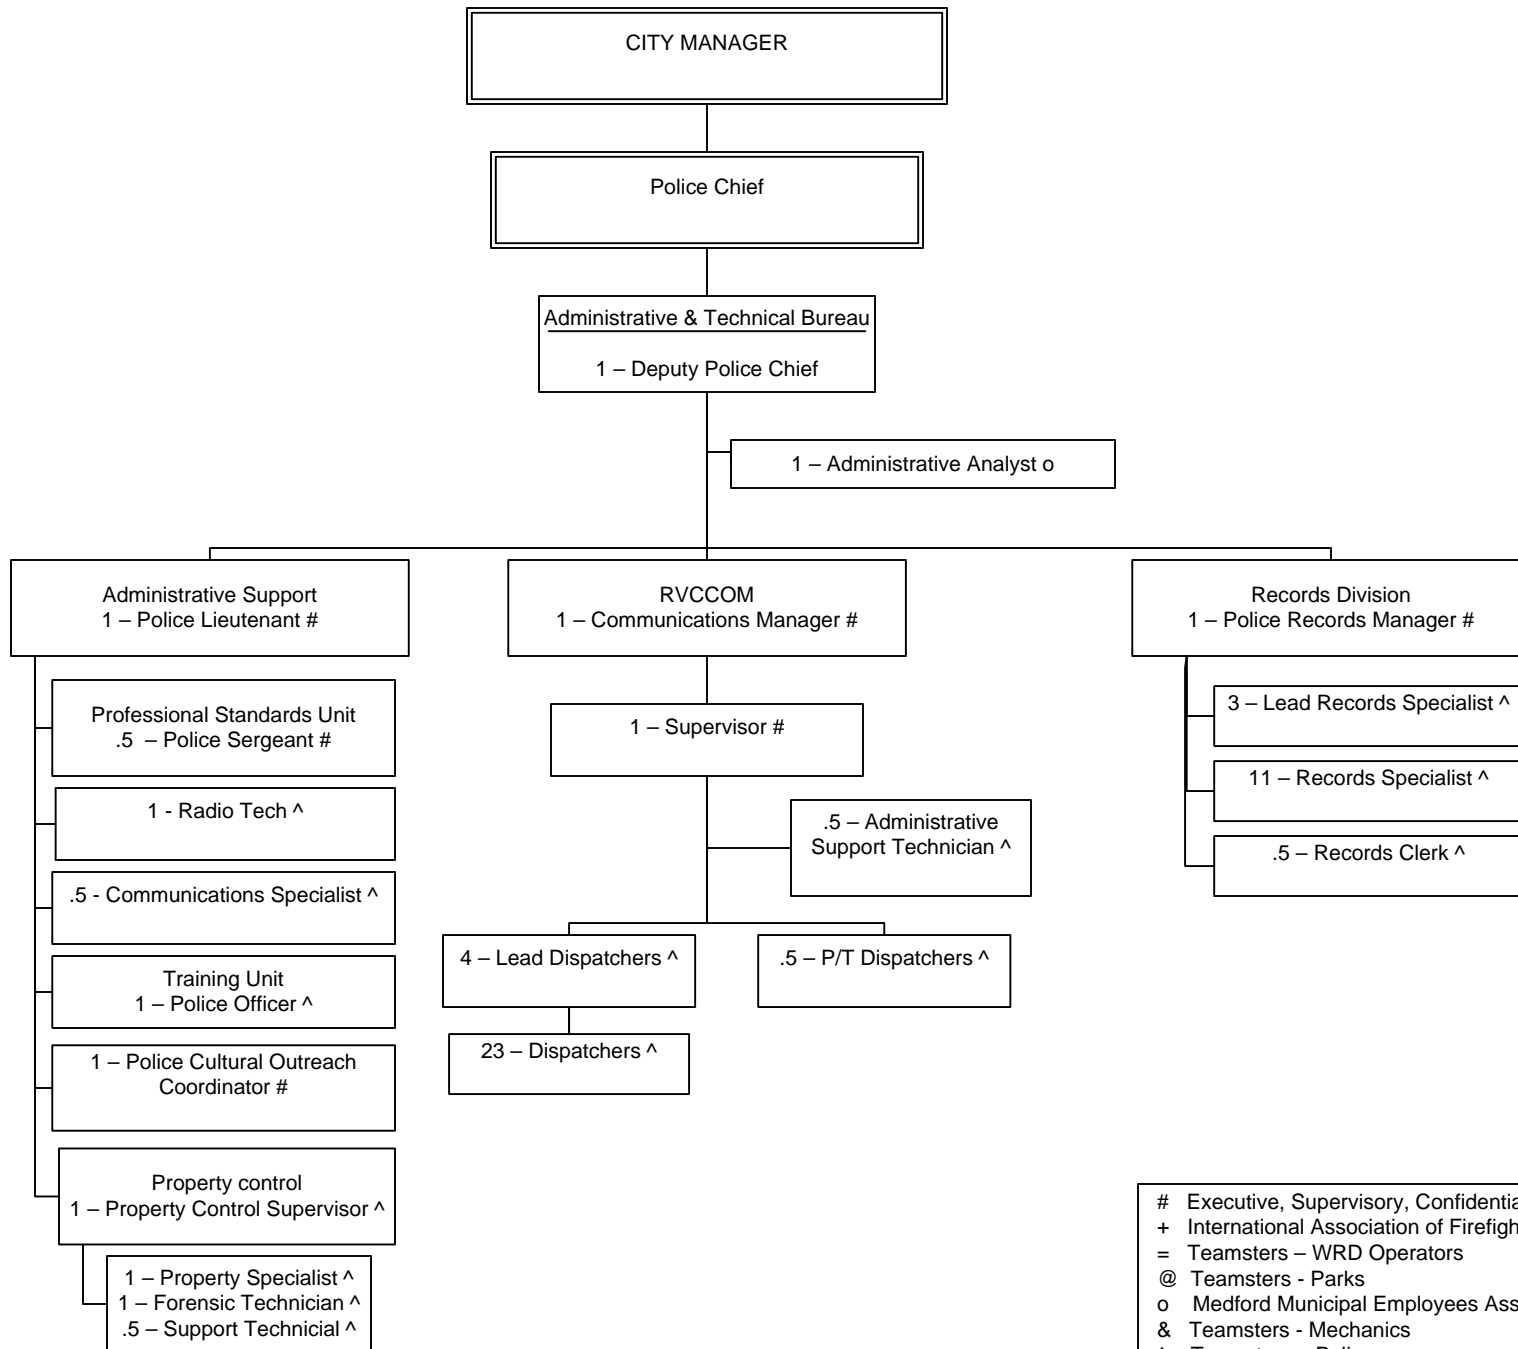 CITY MANAGER
Police Chief
Administrative & Technical Bureau
1 – Deputy Police Chief
1 – Administrative Analyst o
Administrative Support
1 – Police Lieutenant #
Professional Standards Unit
.5 – Police Sergeant #
1 - Radio Tech ^
.5 - Communications Specialist ^
Training Unit
1 – Police Officer ^
1 – Police Cultural Outreach
Coordinator #
Property control
1 – Property Control Supervisor ^
1 – Property Specialist ^
1 – Forensic Technician ^
.5 – Support Technicial ^
RVCCOM
1 – Communications Manager #
1 – Supervisor #
.5 – Administrative
Support Technician ^
4 – Lead Dispatchers ^
.5 – P/T Dispatchers ^
23 – Dispatchers ^
Records Division
1 – Police Records Manager #
3 – Lead Records Specialist ^
11 – Records Specialist ^
.5 – Records Clerk ^
# Executive, Supervisory,
+ International Association of
= Teamsters – WRD Operators
@ Teamsters - Parks
o Medford Municipal Employees
& Teamsters - Mechanics